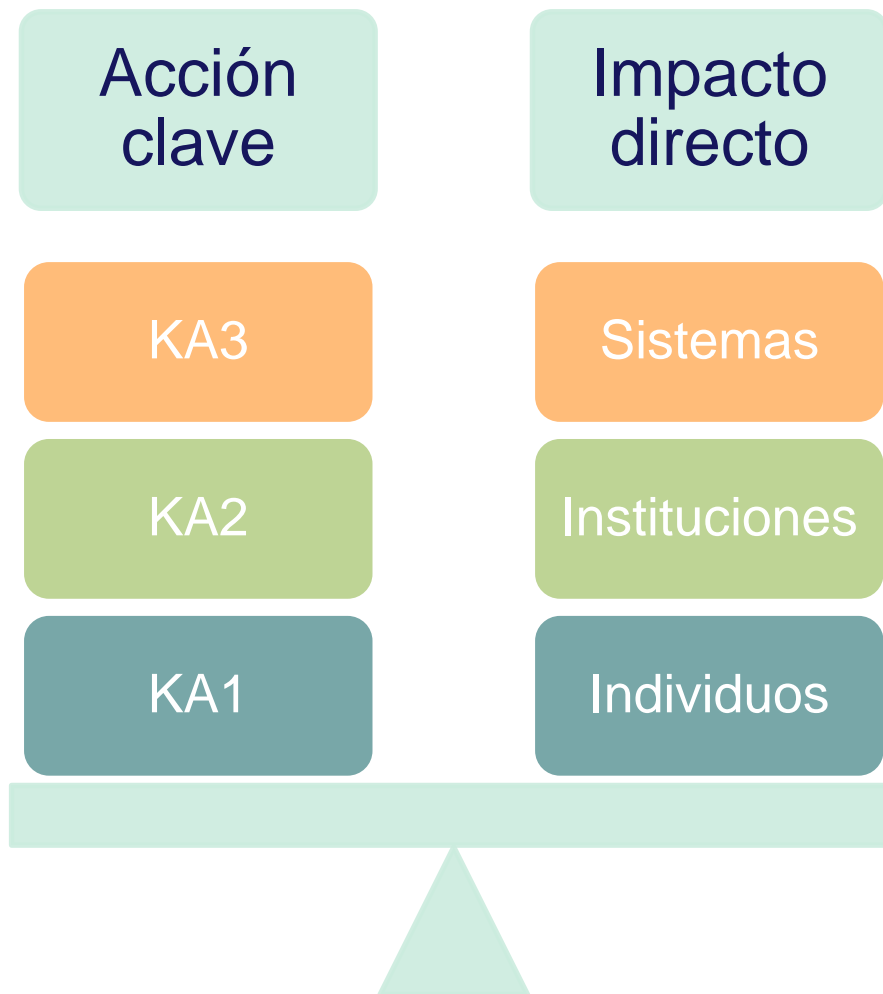 Acción
clave
Impacto
directo
KA3
Sistemas
KA2
Instituciones
KA1
Individuos